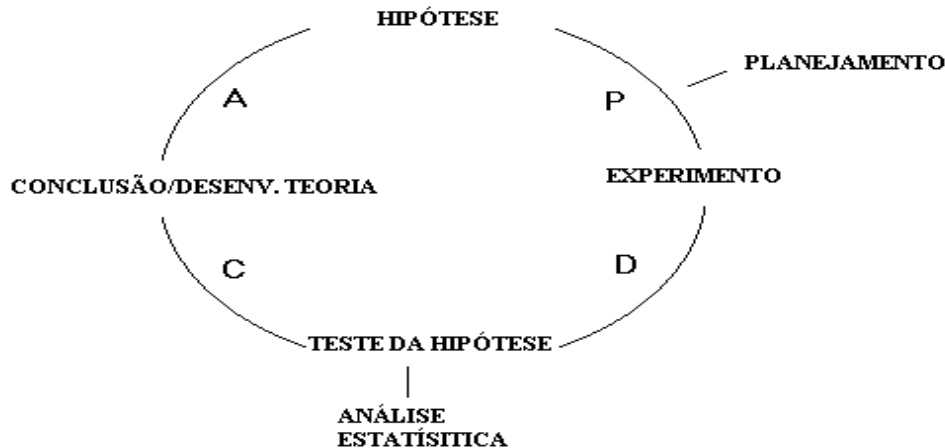 HIPÓTESE
PLANEJAMENTO
A
P
CONCLUSÃO/DESENV. TEORIA
EXPERIMENTO
C
D
TESTE DA HIPÓTESE
ANÁLISE
ESTATÍSITICA